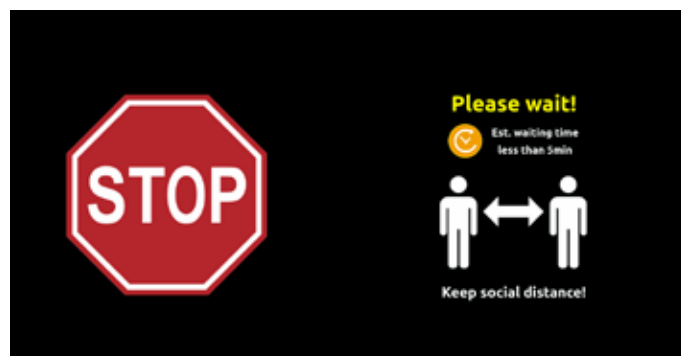 STOP
Please wait!
Est. waiting time
less than 5min
Keep social distance!